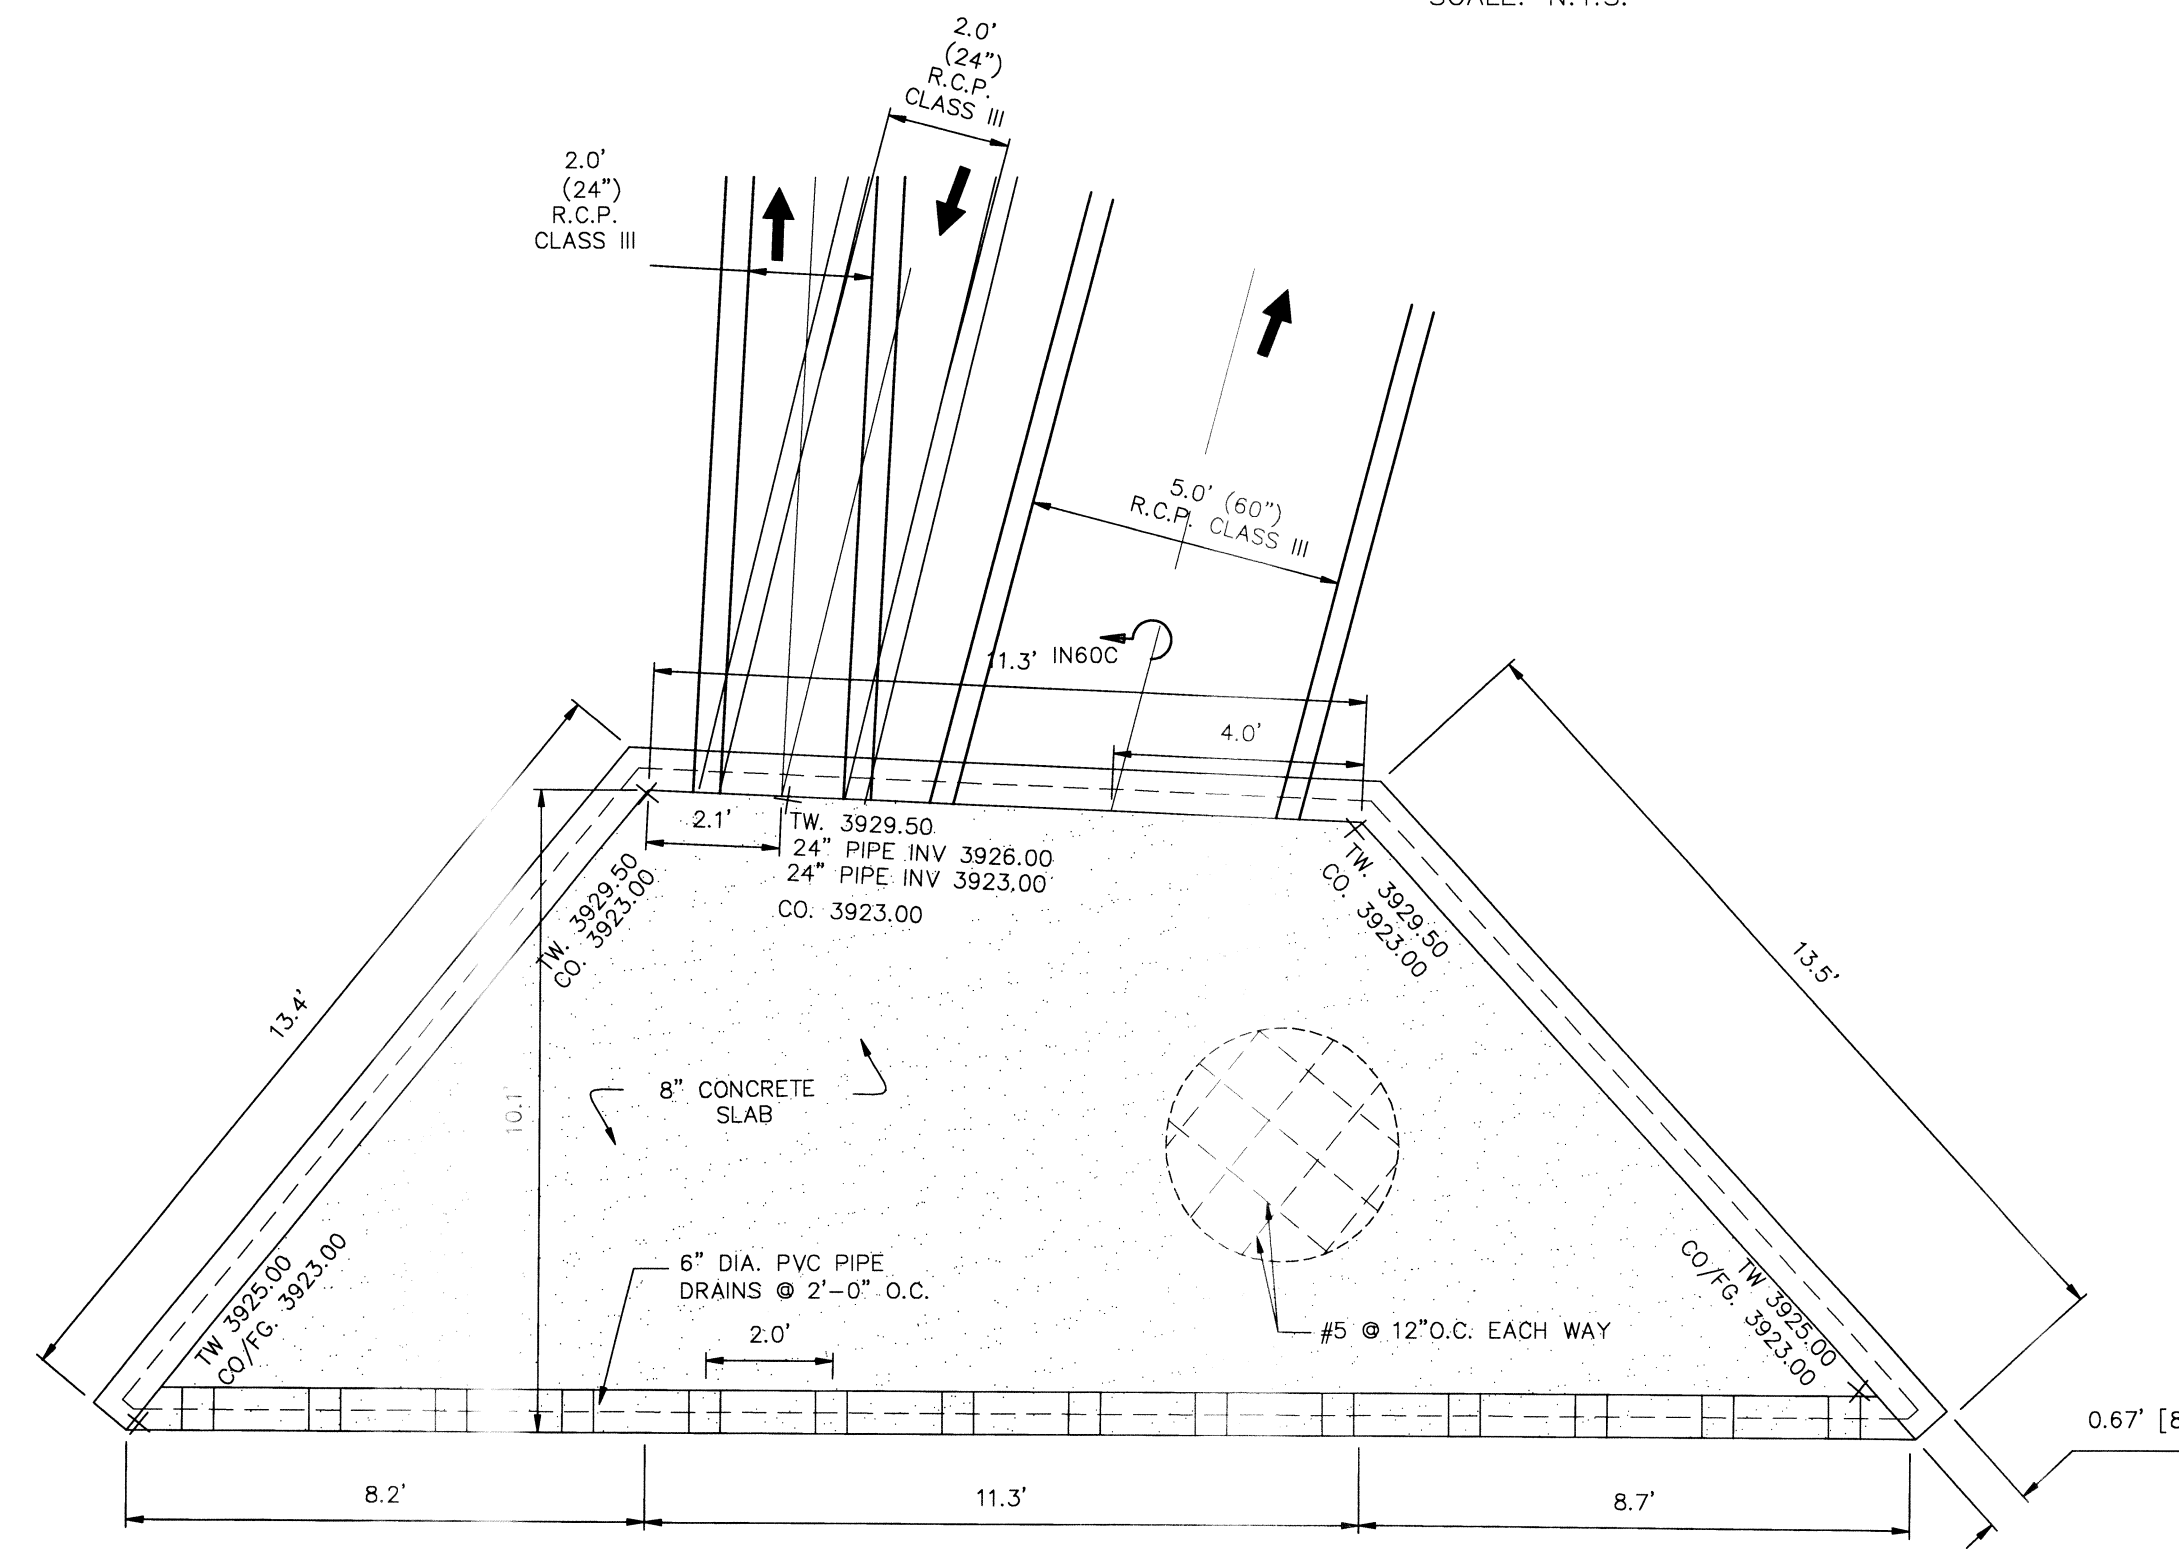 SCALE: N.T.S.
2.0'
(24")
R.C.P.
CLASS III
2.0'
(24")
R.C.P.
CLASS III
5.0' (60")
R.C.P. CLASS III
11.3' IN60C
4.0'
2.1'
TW. 3929.50
24" PIPE INV 3926.00
24" PIPE INV 3923.00
CO. 3923.00
TW. 3929.50
CO. 3923.00
TW. 3929.50
CO. 3923.00
13.4'
13.5'
10.1'
8" CONCRETE
SLAB
6" DIA. PVC PIPE
DRAINS @ 2'-0" O.C.
2.0'
#5 @ 12"O.C. EACH WAY
TW 3925.00
CO/FG. 3923.00
TW 3925.00
CO/FG. 3923.00
0.67' [8
8.2'
11.3'
8.7'